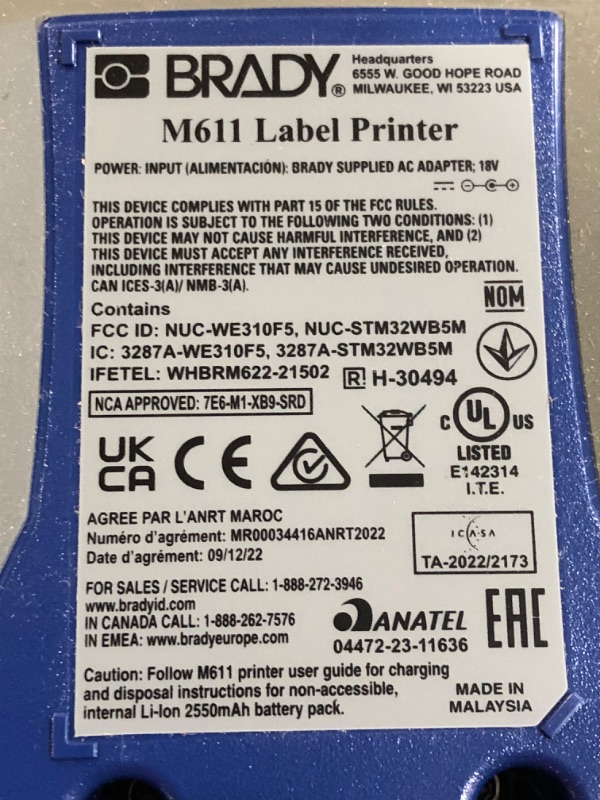 BRADY®
Headquarters
6555 W. GOOD HOPE ROAD
MILWAUKEE, WI 53223 USA
M611 Label Printer
POWER: INPUT (ALIMENTACIÓN): BRADY SUPPLIED AC ADAPTER; 18V
THIS DEVICE COMPLIES WITH PART 15 OF THE FCC RULES.
OPERATION IS SUBJECT TO THE FOLLOWING TWO CONDITIONS: (1)
THIS DEVICE MAY NOT CAUSE HARMFUL INTERFERENCE, AND (2)
THIS DEVICE MUST ACCEPT ANY INTERFERENCE RECEIVED,
INCLUDING INTERFERENCE THAT MAY CAUSE UNDESIRED OPERATION.
CAN ICES-3(A)/ NMB-3(A).
NOM
Contains
FCC ID: NUC-WE310F5, NUC-STM32WB5M
IC: 3287A-WE310F5, 3287A-STM32WB5M
IFETEL: WHBRM622-21502
R H-30494
NCA APPROVED: 7E6-M1-XB9-SRD
UK
CA
CE
C UL US
LISTED
E142314
I.T.E.
AGREE PAR L'ANRT MAROC
Numéro d'agrément: MR00034416ANRT2022
Date d'agrément: 09/12/22
ICASA
TA-2022/2173
FOR SALES / SERVICE CALL: 1-888-272-3946
www.bradyid.com
IN CANADA CALL: 1-888-262-7576
IN EMEA: www.bradyeurope.com
ANATEL
04472-23-11636
EAC
Caution: Follow M611 printer user guide for charging
and disposal instructions for non-accessible,
internal Li-Ion 2550mAh battery pack.
MADE IN
MALAYSIA